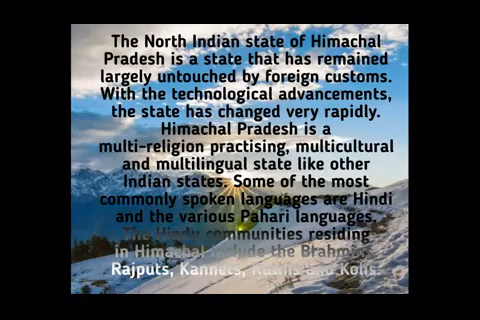 The North Indian state of Himachal
Pradesh is a state that has remained
largely untouched by foreign customs.
With the technological advancements,
the state has changed very rapidly.
Himachal Pradesh is a
multi-religion practising, multicultural
and multilingual state like other
Indian states. Some of the most
commonly spoken languages are Hindi
and the various Pahari languages.
The Hindu communities residing
in Himachal include the Brahmins,
Rajputs, Kannets, Rathis and Kolis.